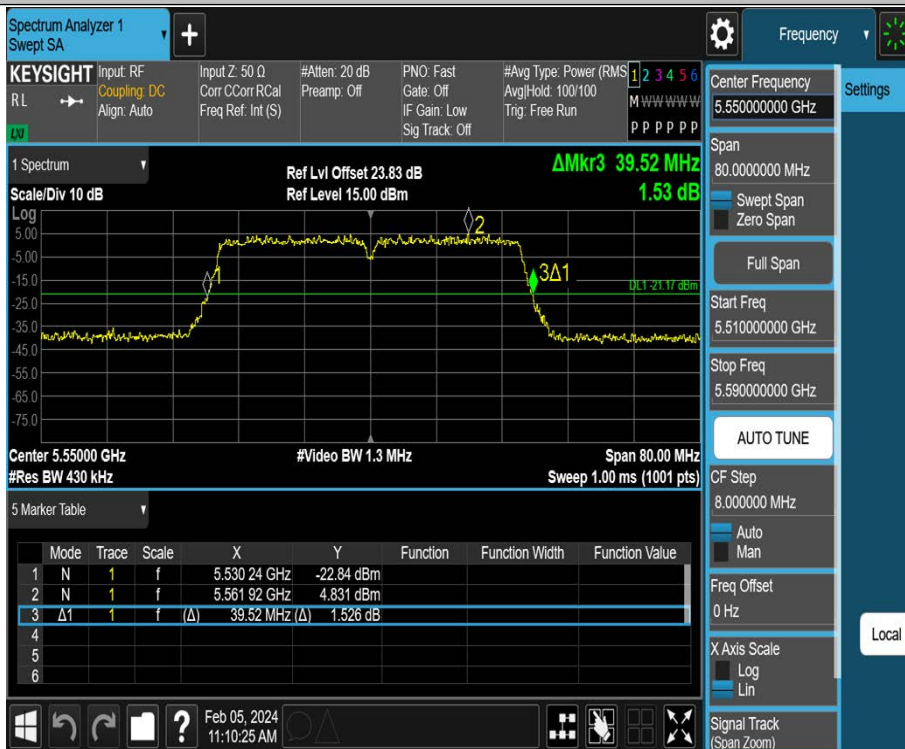 Spectrum Analyzer 1
Swept SA
+
Frequency
KEYSIGHT
RL
LXI
Input: RF
Coupling: DC
Align: Auto
Input Z: 50 Ω
Corr CCorr RCal
Freq Ref: Int (S)
#Atten: 20 dB
Preamp: Off
PNO: Fast
Gate: Off
IF Gain: Low
Sig Track: Off
#Avg Type: Power (RMS
Avg|Hold: 100/100
Trig: Free Run
1 2 3 4 5 6
M W W W W W
P P P P P P
1 Spectrum
Scale/Div 10 dB
Ref Lvl Offset 23.83 dB
Ref Level 15.00 dBm
ΔMkr3 39.52 MHz
1.53 dB
Log
5.00
-5.00
-15.0
-25.0
-35.0
-45.0
-55.0
-65.0
-75.0
1
2
3Δ1
DL1 -21.17 dBm
Center 5.55000 GHz
#Video BW 1.3 MHz
Span 80.00 MHz
#Res BW 430 kHz
Sweep 1.00 ms (1001 pts)
5 Marker Table
Mode Trace Scale X Y Function Function Width Function Value
1 N 1 f 5.530 24 GHz -22.84 dBm
2 N 1 f 5.561 92 GHz 4.831 dBm
3 Δ1 1 f (Δ) 39.52 MHz (Δ) 1.526 dB
4
5
6
?
Feb 05, 2024
11:10:25 AM
Center Frequency
5.550000000 GHz
Span
80.0000000 MHz
Swept Span
Zero Span
Full Span
Start Freq
5.510000000 GHz
Stop Freq
5.590000000 GHz
AUTO TUNE
CF Step
8.000000 MHz
Auto
Man
Freq Offset
0 Hz
X Axis Scale
Log
Lin
Signal Track
(Span Zoom)
Settings
Local